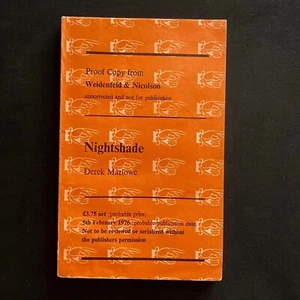 Proof Copy from
Weidenfeld & Nicolson
uncorrected and not for publication
Nightshade
Derek Marlowe
£3.75 net (probable price)
5th February 1976 (probable publication date)
Not to be reviewed or serialized without
the publishers permission